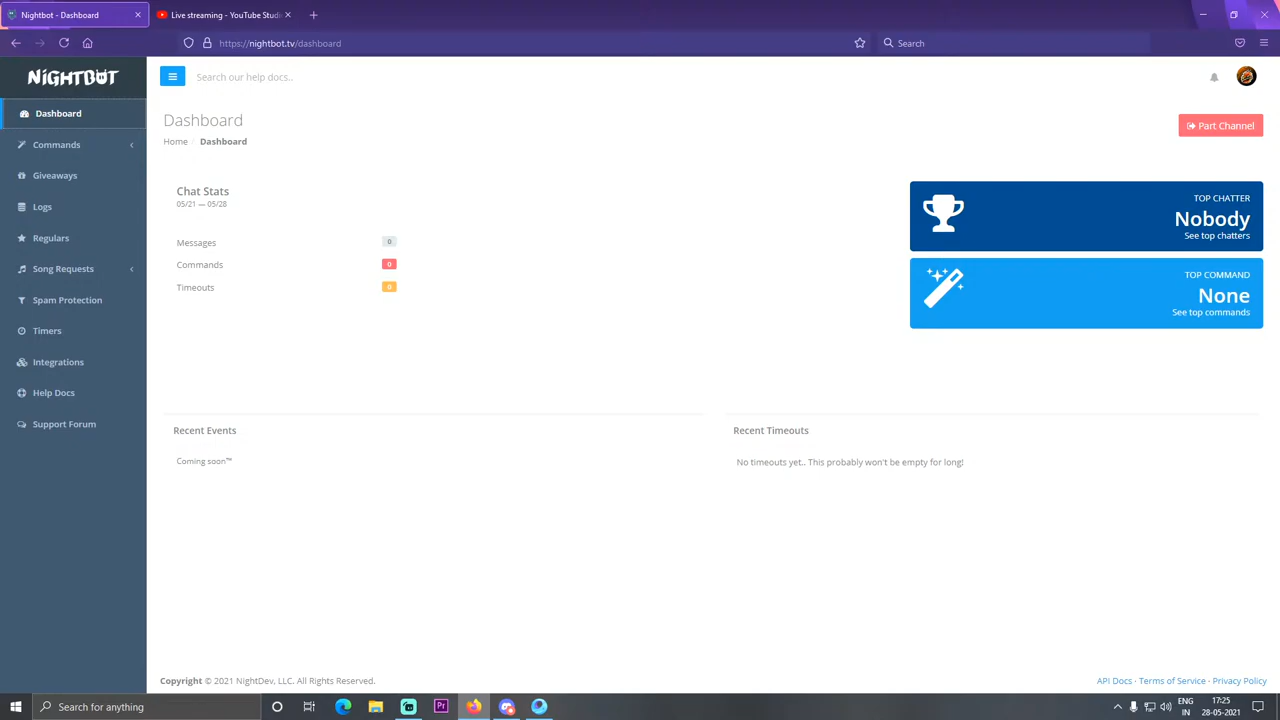 Nightbot - Dashboard
Live streaming - YouTube Studi
https://nightbot.tv/dashboard
Search
NIGHTBOT
Search our help docs..
Dashboard
Commands
Giveaways
Logs
Regulars
Song Requests
Spam Protection
Timers
Integrations
Help Docs
Support Forum
Dashboard
Home / Dashboard
Part Channel
Chat Stats
05/21 — 05/28
Messages 0
Commands 0
Timeouts 0
TOP CHATTER
Nobody
See top chatters
TOP COMMAND
None
See top commands
Recent Events
Coming soon™
Recent Timeouts
No timeouts yet.. This probably won't be empty for long!
Copyright © 2021 NightDev, LLC. All Rights Reserved.
API Docs · Terms of Service · Privacy Policy
Search for anything
Pr
ENG
IN
17:25
28-05-2021